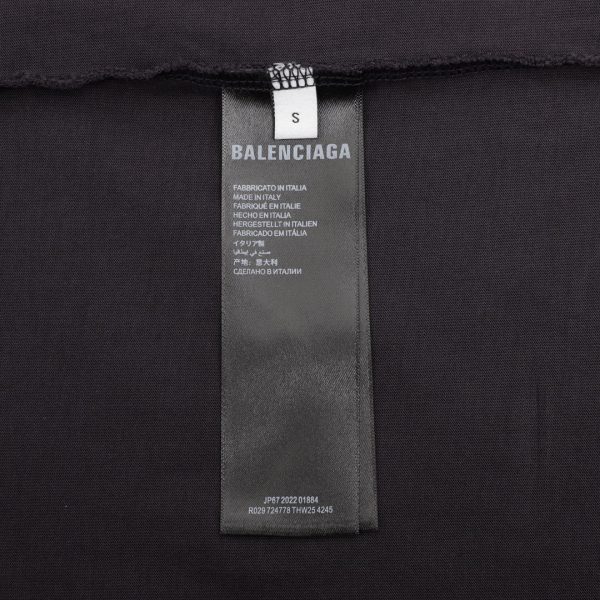 S
BALENCIAGA
FABBRICATO IN ITALIA
MADE IN ITALY
FABRIQUÉ EN ITALIE
HECHO EN ITALIA
HERGESTELLT IN ITALIEN
FABRICADO EM ITÁLIA
イタリア製
صنع في إيطاليا
产地：意大利
СДЕЛАНО В ИТАЛИИ
JP67 2022 01884
R029 724778 THW25 4245